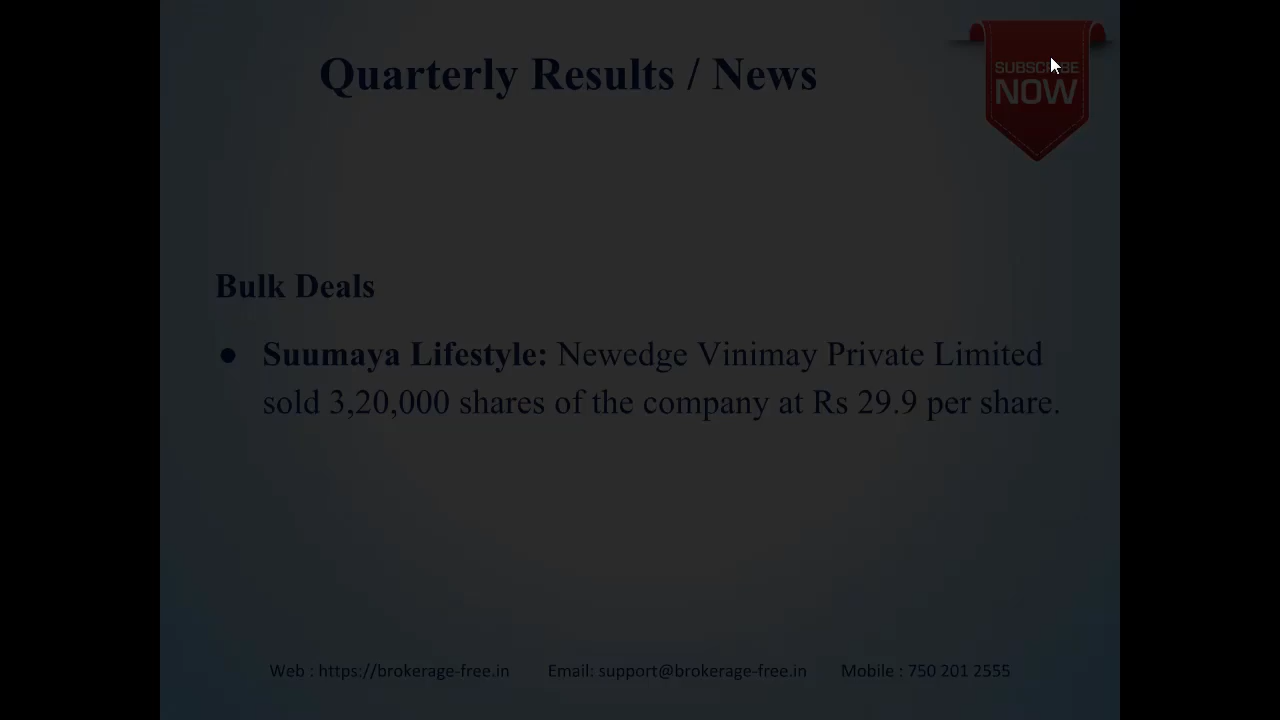 Quarterly Results / News
SUBSCRIBE
NOW
Bulk Deals
● Suumaya Lifestyle: Newedge Vinimay Private Limited
sold 3,20,000 shares of the company at Rs 29.9 per share.
Web : https://brokerage-free.in Email: support@brokerage-free.in Mobile : 750 201 2555